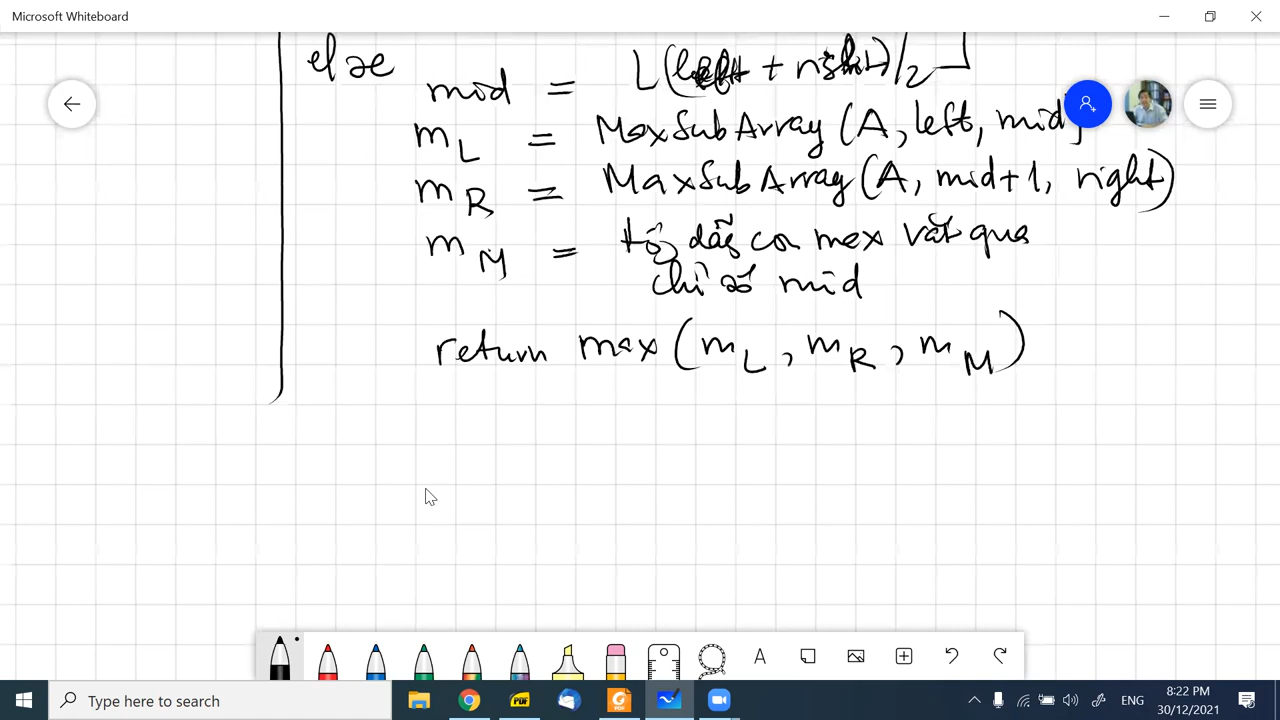 Microsoft Whiteboard
else
mid = ⌊(left + right)/2⌋
m_L = MaxSubArray (A, left, mid)
m_R = MaxSubArray (A, mid+1, right)
m_M = tổng dãy con max vắt qua
chỉ số mid
return max (m_L, m_R, m_M)
A
Type here to search
PDF
ENG
8:22 PM
30/12/2021